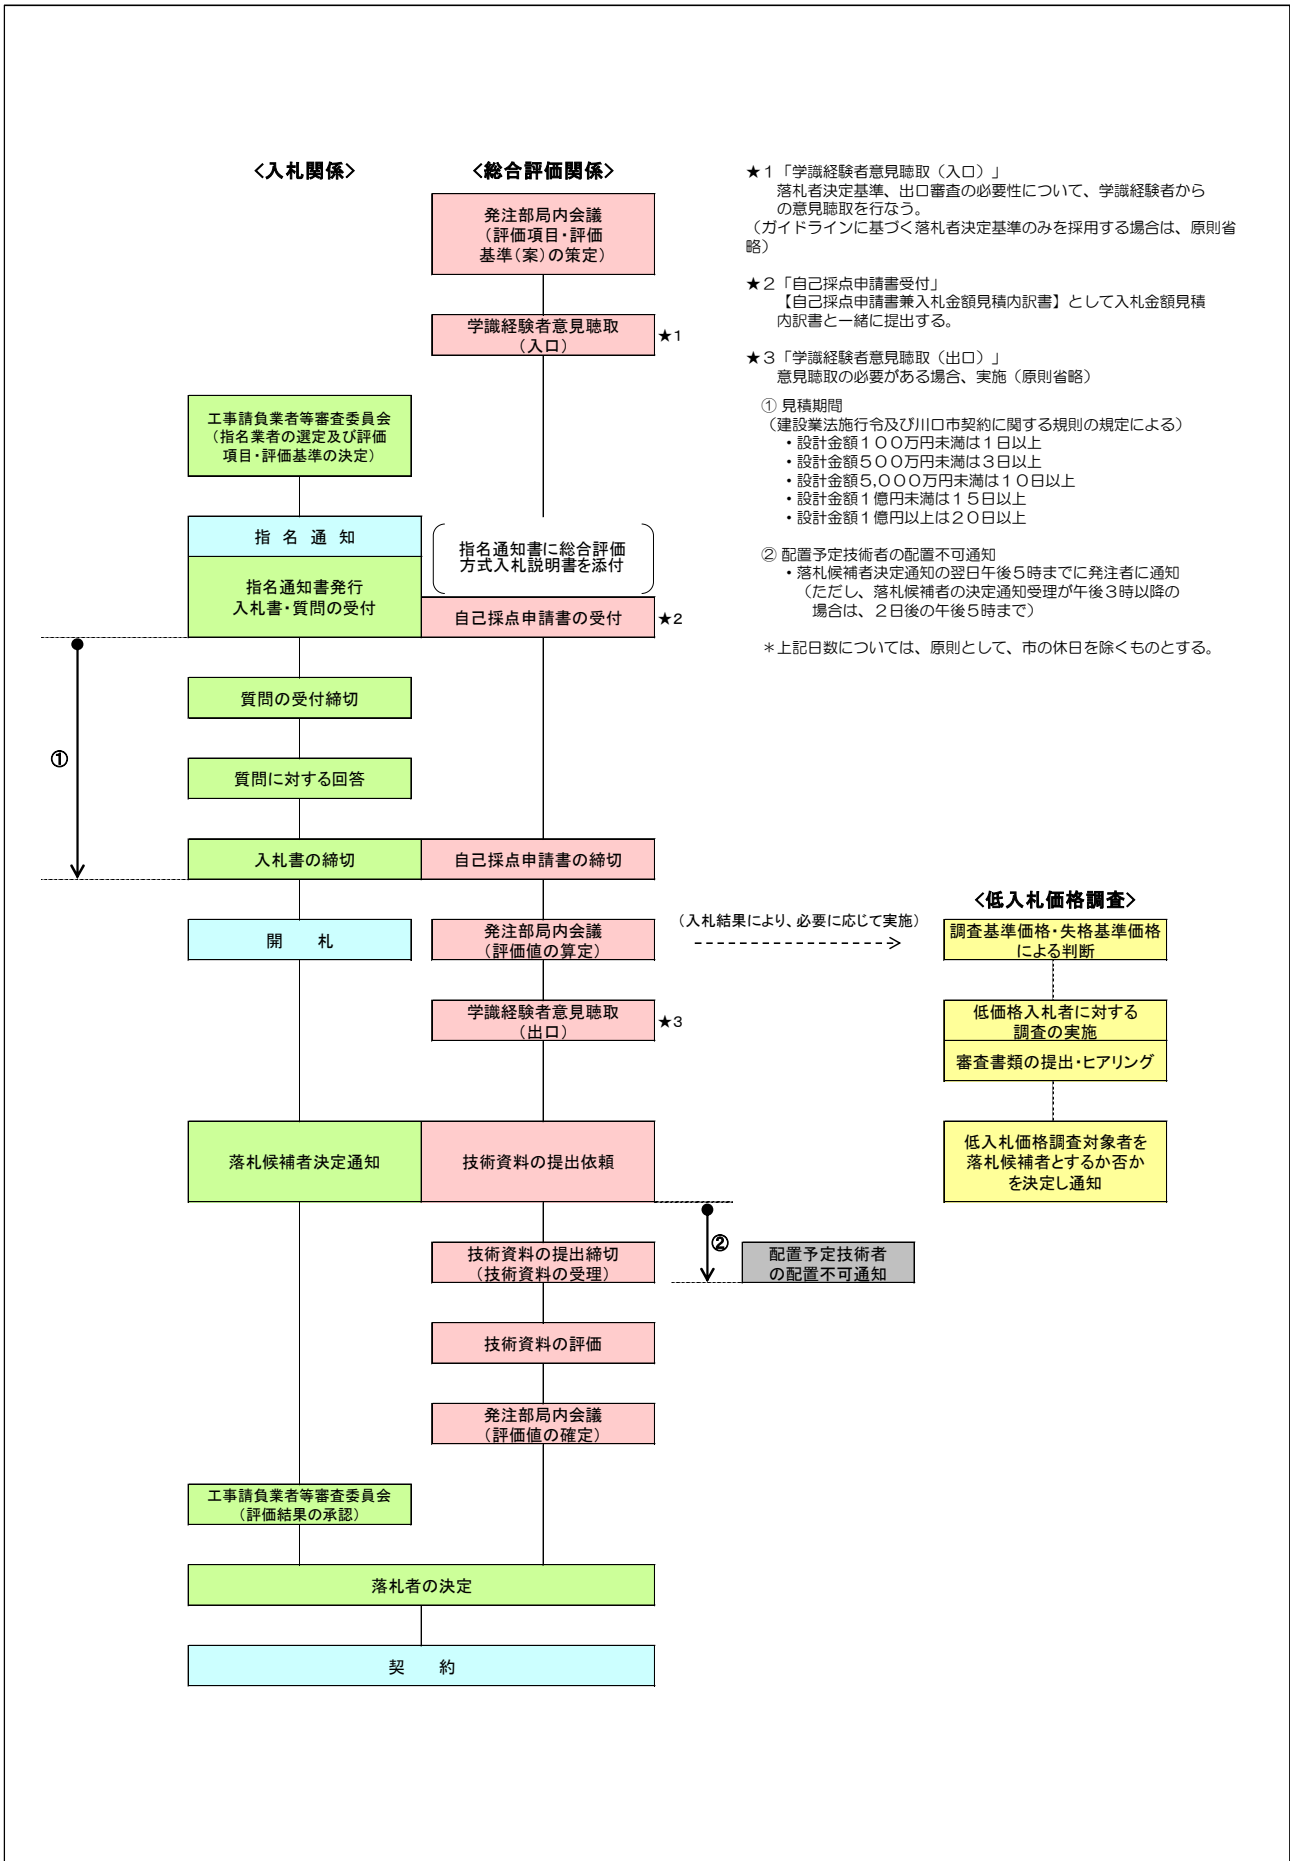 <入札関係>
<総合評価関係>
発注部局内会議
（評価項目・評価
基準（案）の策定）
学識経験者意見聴取
（入口）
★1
工事請負業者等審査委員会
（指名業者の選定及び評価
項目・評価基準の決定）
指 名 通 知
指名通知書発行
入札書・質問の受付
指名通知書に総合評価
方式入札説明書を添付
自己採点申請書の受付
★2
①
質問の受付締切
質問に対する回答
入札書の締切
自己採点申請書の締切
開 札
発注部局内会議
（評価値の算定）
（入札結果により、必要に応じて実施）
学識経験者意見聴取
（出口）
★3
落札候補者決定通知
技術資料の提出依頼
②
技術資料の提出締切
（技術資料の受理）
配置予定技術者
の配置不可通知
技術資料の評価
発注部局内会議
（評価値の確定）
工事請負業者等審査委員会
（評価結果の承認）
落札者の決定
契 約
★１「学識経験者意見聴取（入口）」
落札者決定基準、出口審査の必要性について、学識経験者から
の意見聴取を行なう。
（ガイドラインに基づく落札者決定基準のみを採用する場合は、原則省
略）
★２「自己採点申請書受付」
【自己採点申請書兼入札金額見積内訳書】として入札金額見積
内訳書と一緒に提出する。
★３「学識経験者意見聴取（出口）」
意見聴取の必要がある場合、実施（原則省略）
① 見積期間
（建設業法施行令及び川口市契約に関する規則の規定による）
・設計金額１００万円未満は１日以上
・設計金額５００万円未満は３日以上
・設計金額５,０００万円未満は１０日以上
・設計金額１億円未満は１５日以上
・設計金額１億円以上は２０日以上
② 配置予定技術者の配置不可通知
・落札候補者決定通知の翌日午後５時までに発注者に通知
（ただし、落札候補者の決定通知受理が午後３時以降の
場合は、２日後の午後５時まで）
＊上記日数については、原則として、市の休日を除くものとする。
<低入札価格調査>
調査基準価格・失格基準価格
による判断
低価格入札者に対する
調査の実施
審査書類の提出・ヒアリング
低入札価格調査対象者を
落札候補者とするか否か
を決定し通知